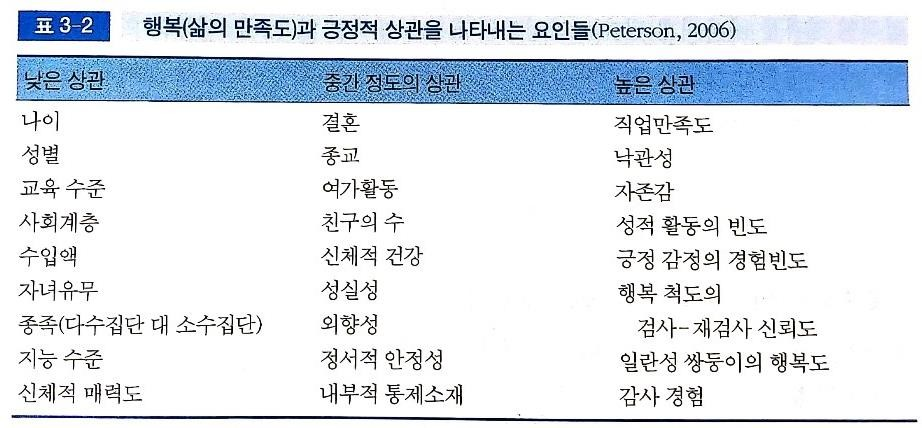 표 3-2 행복(삶의 만족도)과 긍정적 상관을 나타내는 요인들(Peterson, 2006)
낮은 상관 중간 정도의 상관 높은 상관
나이 결혼 직업만족도
성별 종교 낙관성
교육 수준 여가활동 자존감
사회계층 친구의 수 성적 활동의 빈도
수입액 신체적 건강 긍정 감정의 경험빈도
자녀유무 성실성 행복 척도의
종족(다수집단 대 소수집단) 외향성 검사-재검사 신뢰도
지능 수준 정서적 안정성 일란성 쌍둥이의 행복도
신체적 매력도 내부적 통제소재 감사 경험